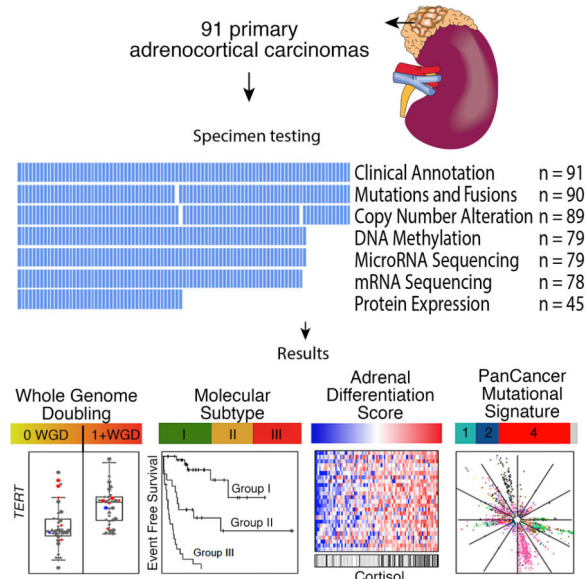 91 primary
adrenocortical carcinomas
Specimen testing
Clinical Annotation n = 91
Mutations and Fusions n = 90
Copy Number Alteration n = 89
DNA Methylation n = 79
MicroRNA Sequencing n = 79
mRNA Sequencing n = 78
Protein Expression n = 45
Results
Whole Genome
Doubling
0 WGD 1+WGD
TERT
Molecular
Subtype
I II III
Event Free Survival
Group I
Group II
Group III
Adrenal
Differentiation
Score
Cortisol
PanCancer
Mutational
Signature
1 2 4